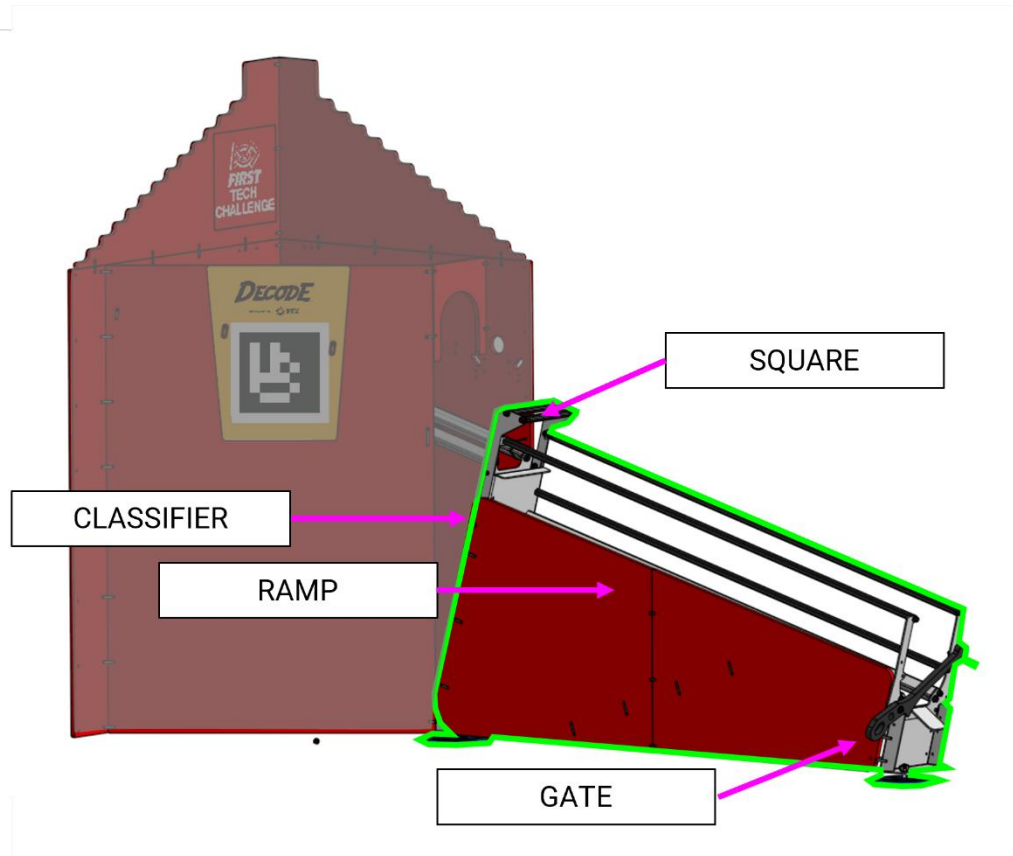 FIRST
TECH
CHALLENGE
DECODE
SQUARE
CLASSIFIER
RAMP
GATE